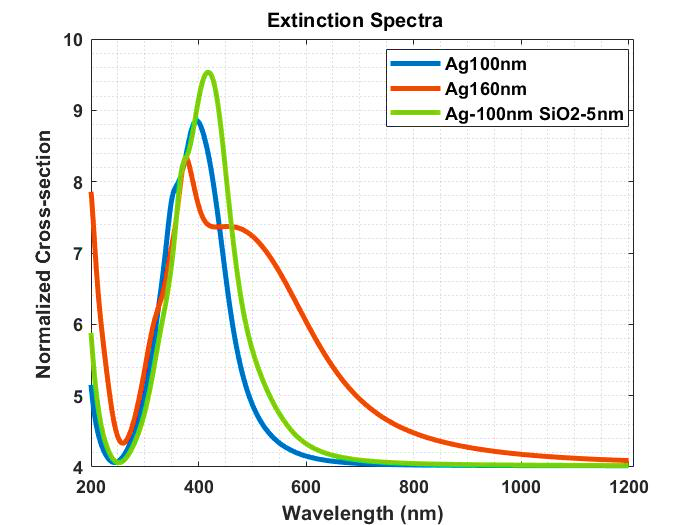 Extinction Spectra
Ag100nm
Ag160nm
Ag-100nm SiO2-5nm
Normalized Cross-section
10
9
8
7
6
5
4
200
400
600
800
1000
1200
Wavelength (nm)